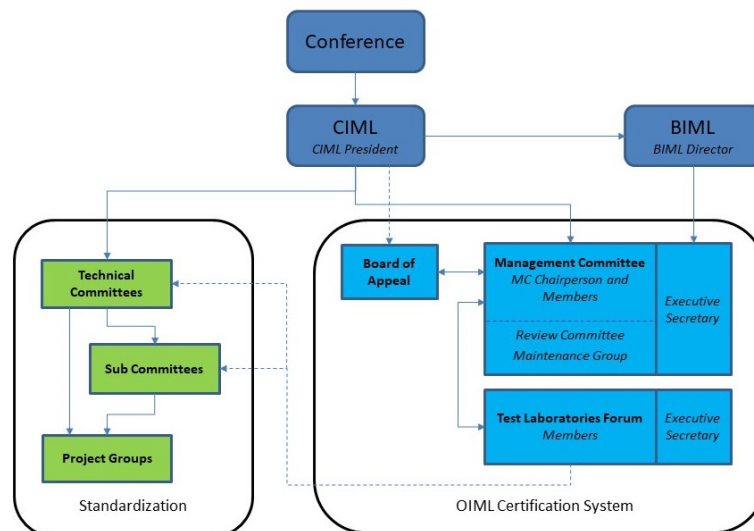 Conference
CIML
CIML President
BIML
BIML Director
Technical
Committees
Sub Committees
Project Groups
Standardization
Board of
Appeal
Management Committee
MC Chairperson and
Members
Review Committee
Maintenance Group
Executive
Secretary
Test Laboratories Forum
Members
Executive
Secretary
OIML Certification System